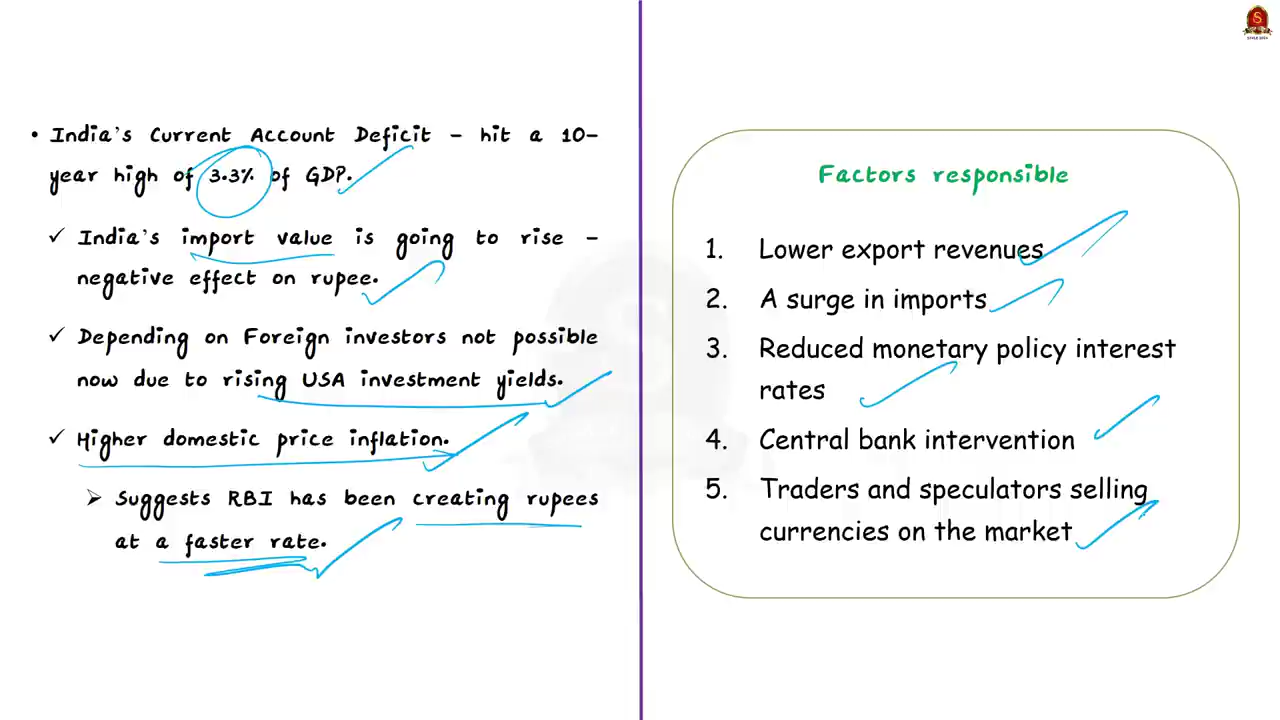 • India's Current Account Deficit – hit a 10-
year high of 3.3% of GDP.
✓ India's import value is going to rise –
negative effect on rupee.
✓ Depending on Foreign investors not possible
now due to rising USA investment yields.
✓ Higher domestic price inflation.
➢ Suggests RBI has been creating rupees
at a faster rate.
Factors responsible
1. Lower export revenues
2. A surge in imports
3. Reduced monetary policy interest
rates
4. Central bank intervention
5. Traders and speculators selling
currencies on the market